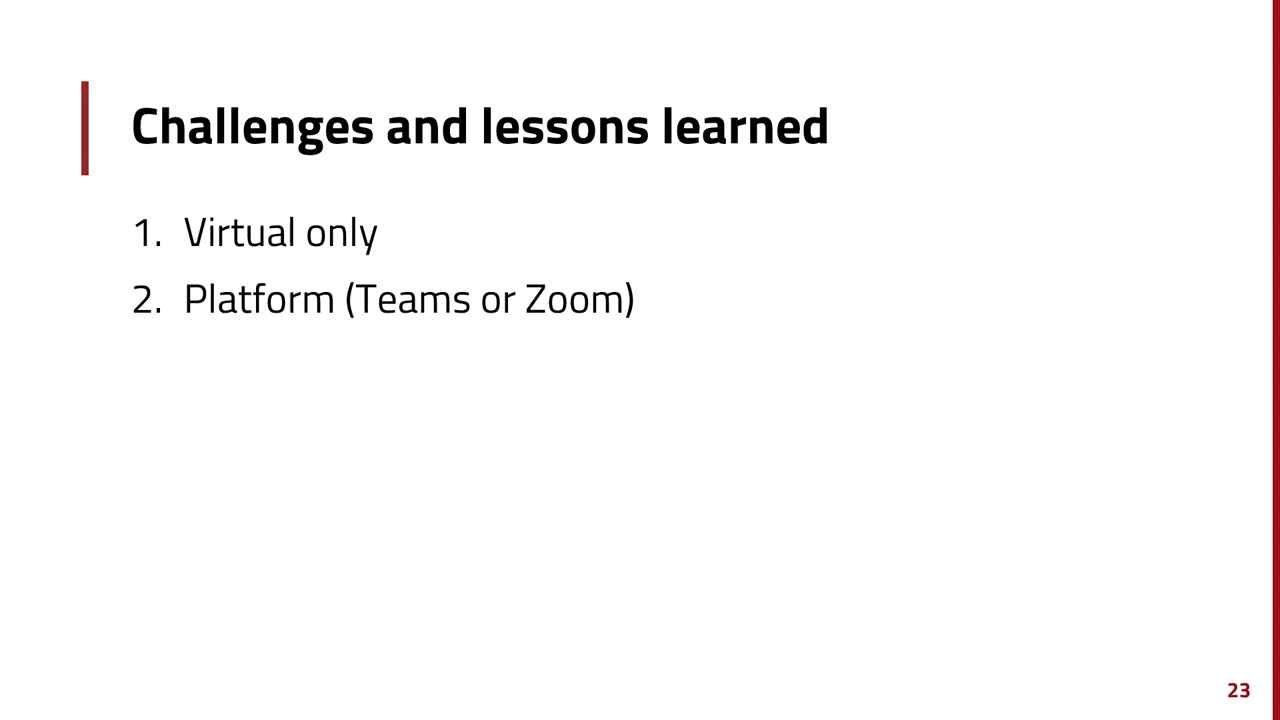 Challenges and lessons learned
1. Virtual only
2. Platform (Teams or Zoom)
23